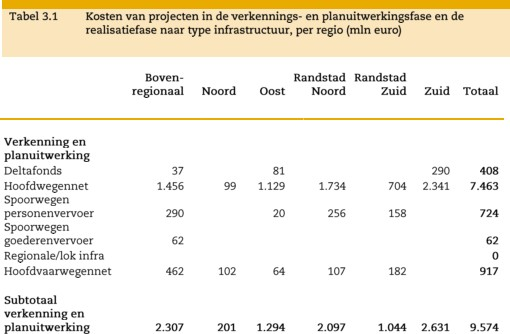 Tabel 3.1 Kosten van projecten in de verkennings- en planuitwerkingsfase en de
realisatiefase naar type infrastructuur, per regio (mln euro)
Boven- Randstad Randstad
regionaal Noord Oost Noord Zuid Zuid Totaal
Verkenning en
planuitwerking
Deltafonds 37 81 290 408
Hoofdwegennet 1.456 99 1.129 1.734 704 2.341 7.463
Spoorwegen
personenvervoer 290 20 256 158 724
Spoorwegen
goederenvervoer 62 62
Regionale/lok infra 0
Hoofdvaarwegennet 462 102 64 107 182 917
Subtotaal
verkenning en
planuitwerking 2.307 201 1.294 2.097 1.044 2.631 9.574